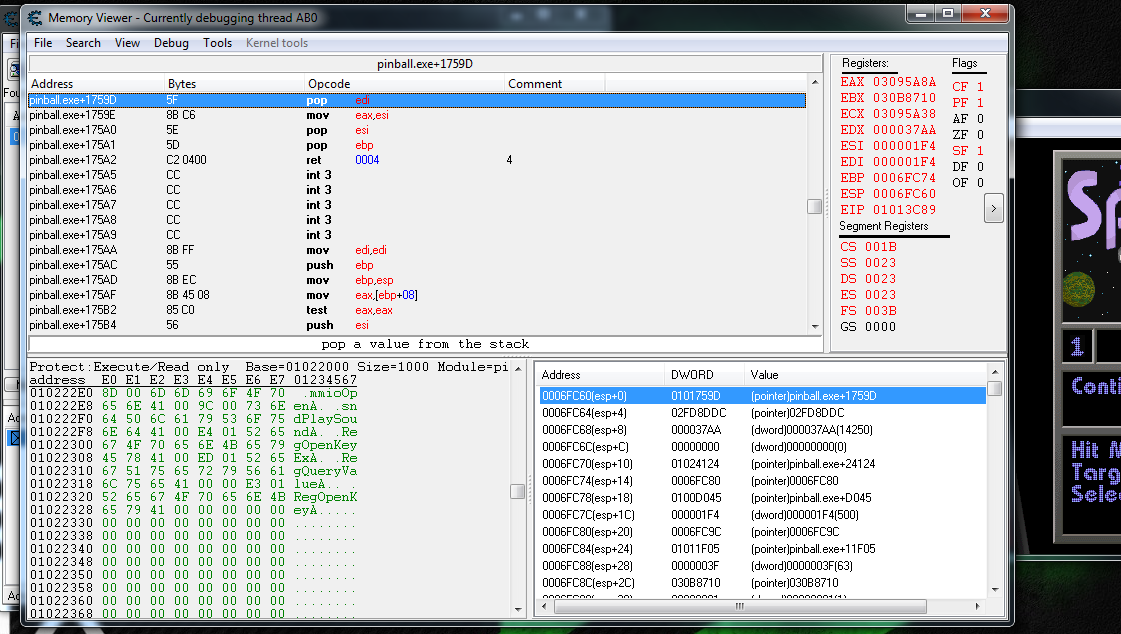 Memory Viewer - Currently debugging thread AB0
File Search View Debug Tools Kernel tools
pinball.exe+1759D
Address Bytes Opcode Comment
pinball.exe+1759D 5F pop edi
pinball.exe+1759E 8B C6 mov eax,esi
pinball.exe+175A0 5E pop esi
pinball.exe+175A1 5D pop ebp
pinball.exe+175A2 C2 0400 ret 0004 4
pinball.exe+175A5 CC int 3
pinball.exe+175A6 CC int 3
pinball.exe+175A7 CC int 3
pinball.exe+175A8 CC int 3
pinball.exe+175A9 CC int 3
pinball.exe+175AA 8B FF mov edi,edi
pinball.exe+175AC 55 push ebp
pinball.exe+175AD 8B EC mov ebp,esp
pinball.exe+175AF 8B 45 08 mov eax,[ebp+08]
pinball.exe+175B2 85 C0 test eax,eax
pinball.exe+175B4 56 push esi
pop a value from the stack
Registers: Flags
EAX 03095A8A
EBX 030B8710
ECX 03095A38
EDX 000037AA
ESI 000001F4
EDI 000001F4
EBP 0006FC74
ESP 0006FC60
EIP 01013C89
CF 1
PF 1
AF 0
ZF 0
SF 1
DF 0
OF 0
>
Segment Registers
CS 001B
SS 0023
DS 0023
ES 0023
FS 003B
GS 0000
Protect:Execute/Read only Base=01022000 Size=1000 Module=pi
address E0 E1 E2 E3 E4 E5 E6 E7 01234567
010222E0 8D 00 6D 6D 69 6F 4F 70 .mmioOp
010222E8 65 6E 41 00 9C 00 73 6E enA. .sn
010222F0 64 50 6C 61 79 53 6F 75 dPlaySou
010222F8 6E 64 41 00 E4 01 52 65 ndA. .Re
01022300 67 4F 70 65 6E 4B 65 79 gOpenKey
01022308 45 78 41 00 ED 01 52 65 ExA. .Re
01022310 67 51 75 65 72 79 56 61 gQueryVa
01022318 6C 75 65 41 00 00 E3 01 lueA. . .
01022320 52 65 67 4F 70 65 6E 4B RegOpenK
01022328 65 79 41 00 00 00 00 00 eyA. . . . .
01022330 00 00 00 00 00 00 00 00 ........
01022338 00 00 00 00 00 00 00 00 ........
01022340 00 00 00 00 00 00 00 00 ........
01022348 00 00 00 00 00 00 00 00 ........
01022350 00 00 00 00 00 00 00 00 ........
01022358 00 00 00 00 00 00 00 00 ........
01022360 00 00 00 00 00 00 00 00 ........
01022368 00 00 00 00 00 00 00 00 ........
Address DWORD Value
0006FC60(esp+0) 0101759D (pointer)pinball.exe+1759D
0006FC64(esp+4) 02FD8DDC (pointer)02FD8DDC
0006FC68(esp+8) 000037AA (dword)000037AA(14250)
0006FC6C(esp+C) 00000000 (dword)00000000(0)
0006FC70(esp+10) 01024124 (pointer)pinball.exe+24124
0006FC74(esp+14) 0006FC80 (pointer)0006FC80
0006FC78(esp+18) 0100D045 (pointer)pinball.exe+D045
0006FC7C(esp+1C) 000001F4 (dword)000001F4(500)
0006FC80(esp+20) 0006FC9C (pointer)0006FC9C
0006FC84(esp+24) 01011F05 (pointer)pinball.exe+11F05
0006FC88(esp+28) 0000003F (dword)0000003F(63)
0006FC8C(esp+2C) 030B8710 (pointer)030B8710
Sp
1
Conti
Hit M
Targ
Selec